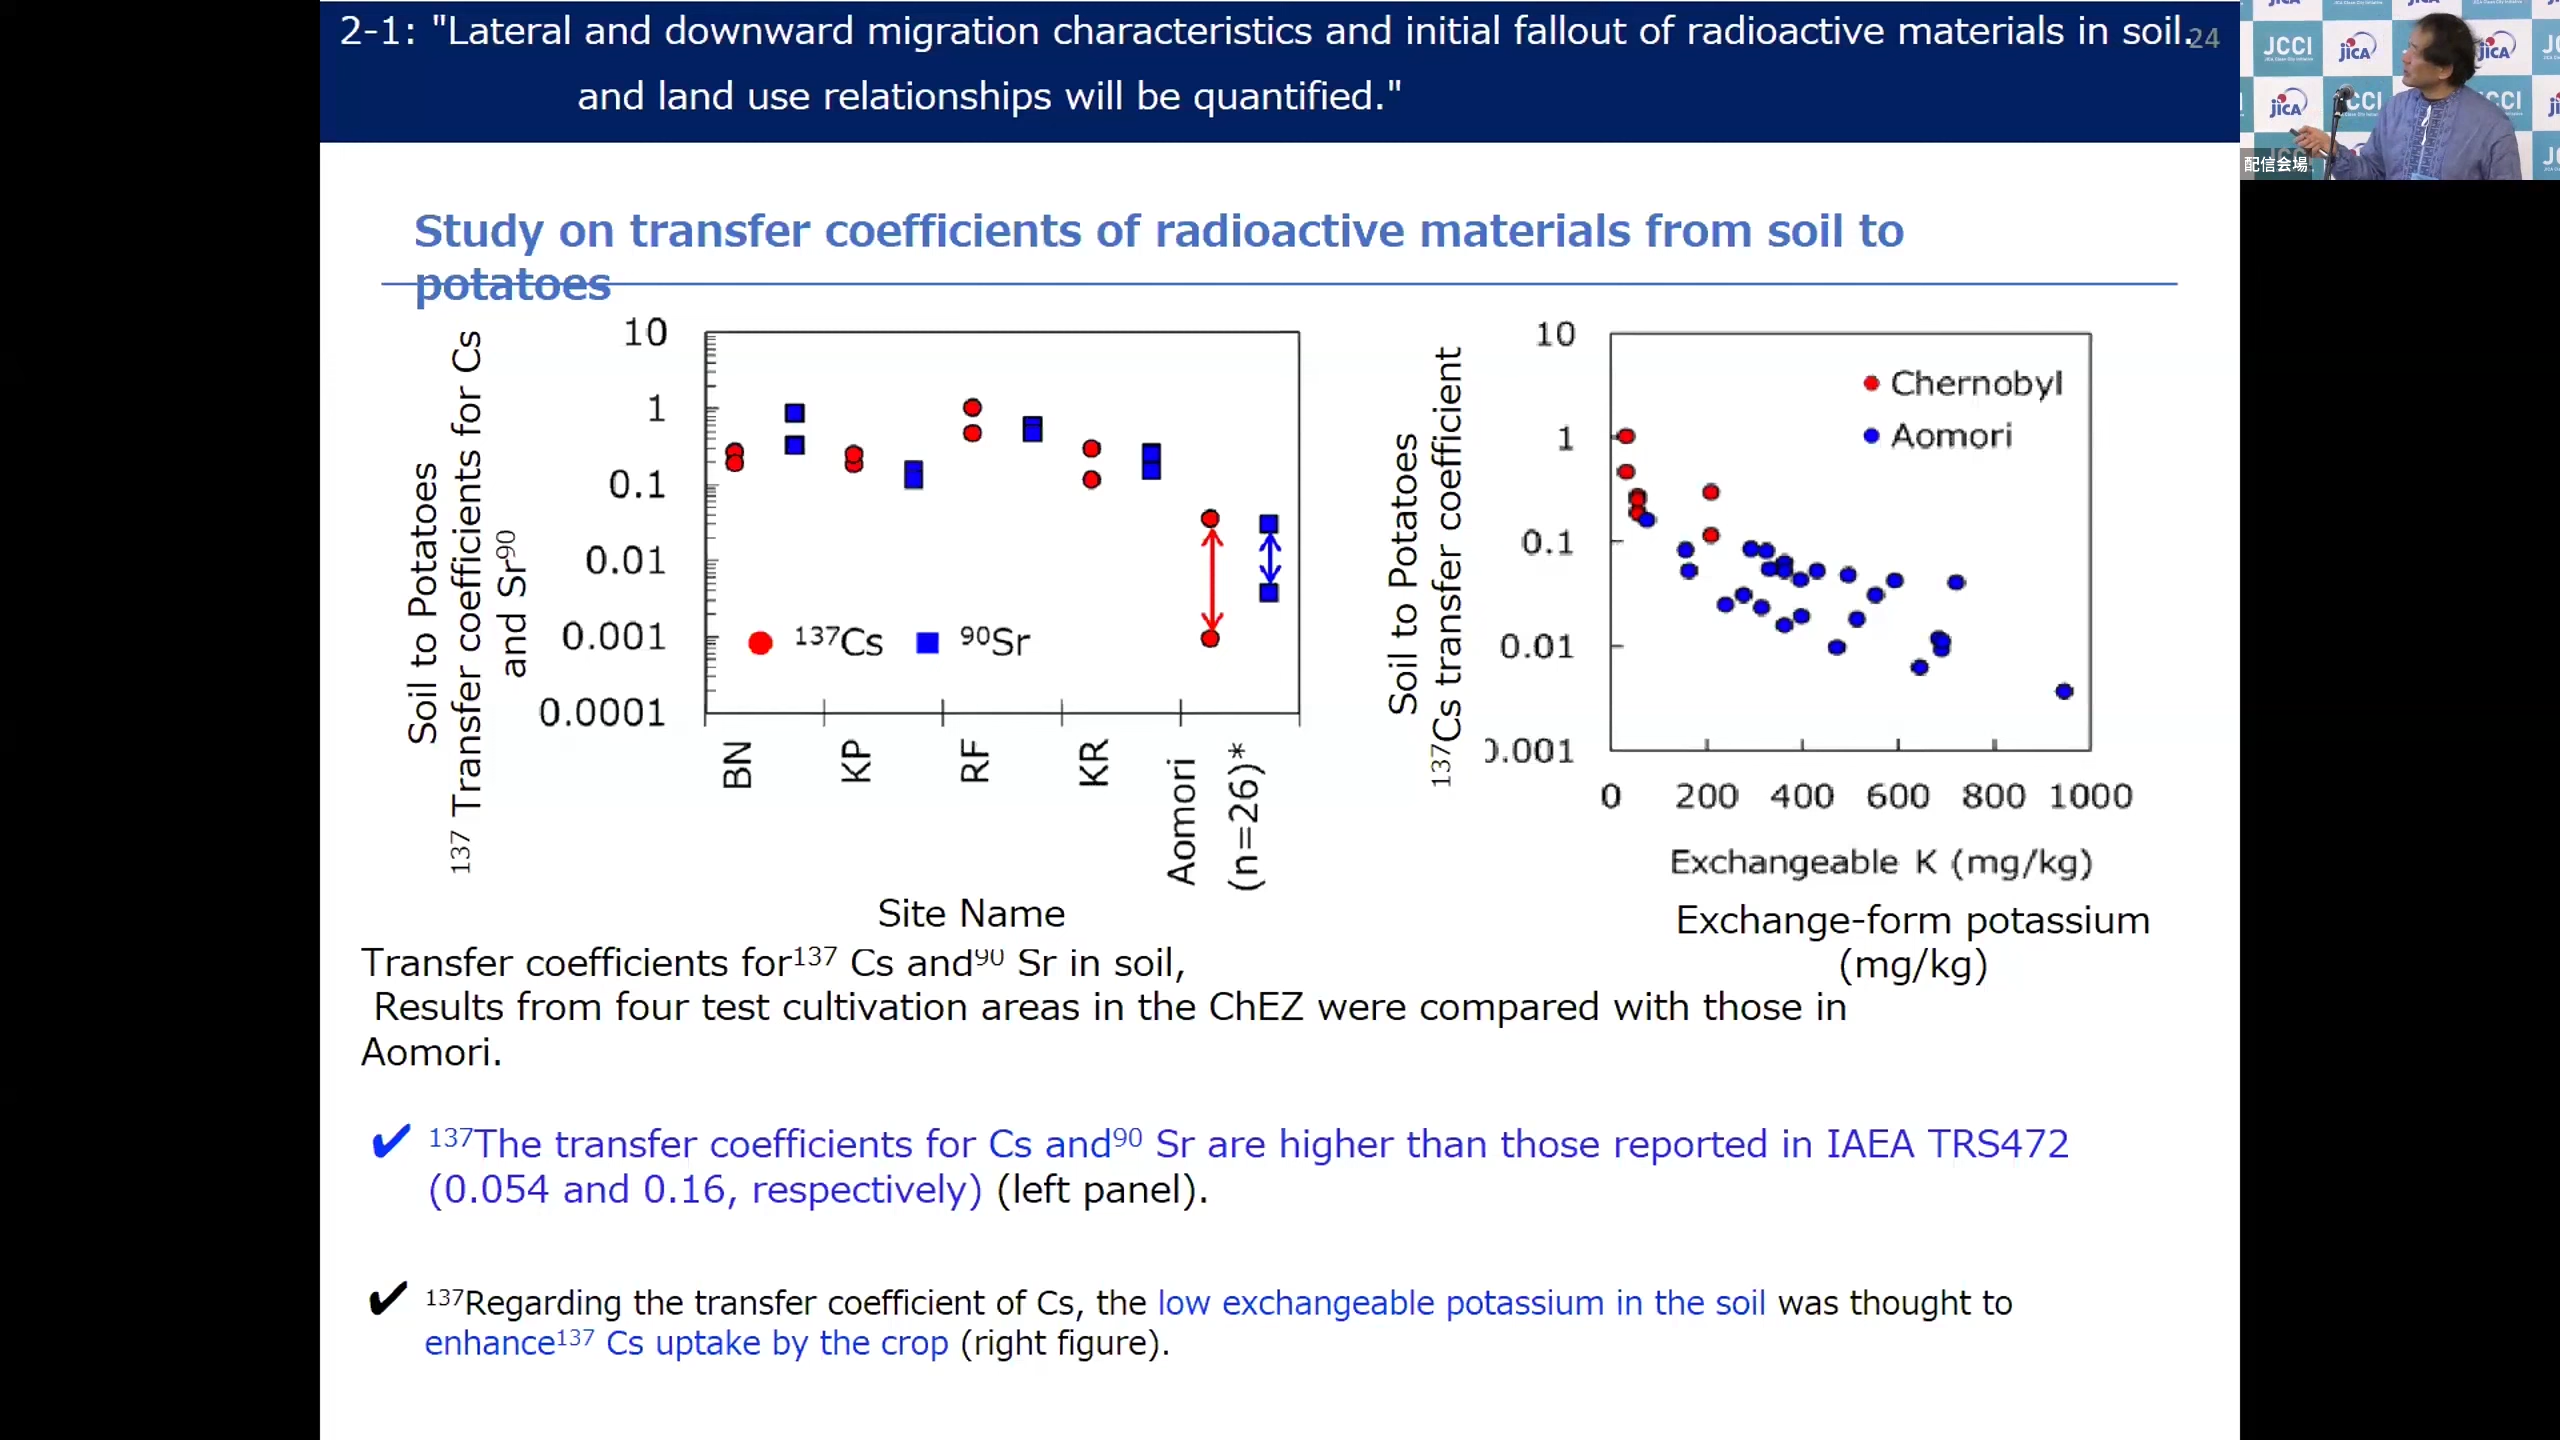 2-1: "Lateral and downward migration characteristics and initial fallout of radioactive materials in soil.
24
and land use relationships will be quantified."
JCCI
JICA
JICA
JICA
CCI
CCI
配信会場
Study on transfer coefficients of radioactive materials from soil to
potatoes
Soil to Potatoes
137 Transfer coefficients for Cs
and Sr90
10
1
0.1
0.01
0.001
0.0001
137Cs
90Sr
BN
KP
RF
KR
Aomori
(n=26)*
Site Name
Soil to Potatoes
137Cs transfer coefficient
10
1
0.1
0.01
0.001
Chernobyl
Aomori
0 200 400 600 800 1000
Exchangeable K (mg/kg)
Exchange-form potassium
(mg/kg)
Transfer coefficients for137 Cs and90 Sr in soil,
Results from four test cultivation areas in the ChEZ were compared with those in
Aomori.
✔ 137The transfer coefficients for Cs and90 Sr are higher than those reported in IAEA TRS472
(0.054 and 0.16, respectively) (left panel).
✔ 137Regarding the transfer coefficient of Cs, the low exchangeable potassium in the soil was thought to
enhance137 Cs uptake by the crop (right figure).